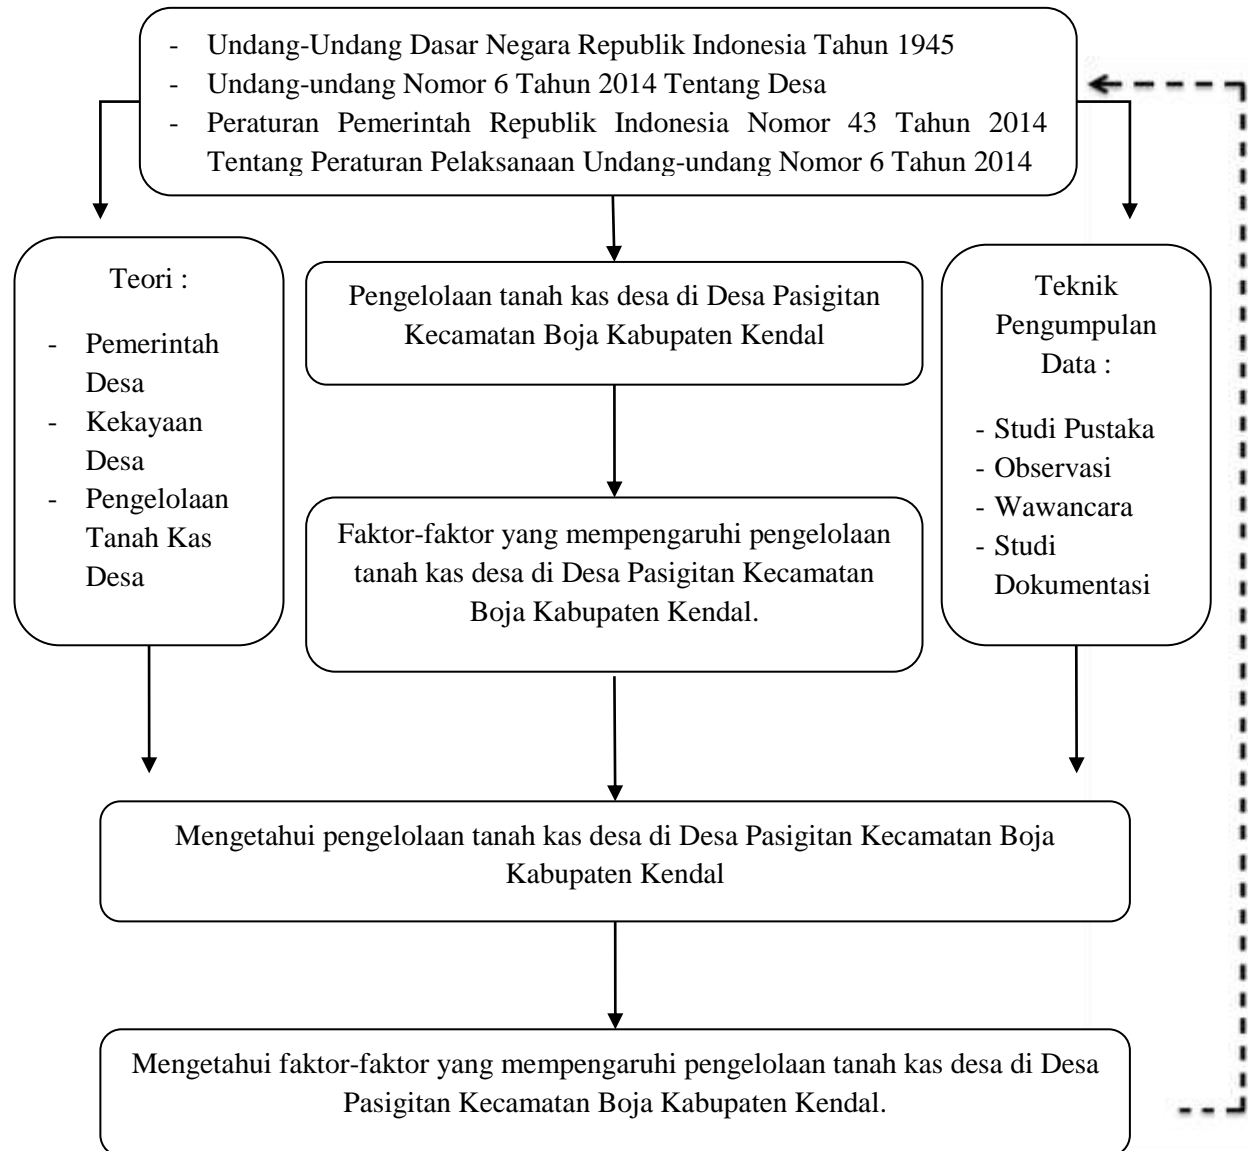 - Undang-Undang Dasar Negara Republik Indonesia Tahun 1945
- Undang-undang Nomor 6 Tahun 2014 Tentang Desa
- Peraturan Pemerintah Republik Indonesia Nomor 43 Tahun 2014
Tentang Peraturan Pelaksanaan Undang-undang Nomor 6 Tahun 2014
Teori :
- Pemerintah
Desa
- Kekayaan
Desa
- Pengelolaan
Tanah Kas
Desa
Pengelolaan tanah kas desa di Desa Pasigitan
Kecamatan Boja Kabupaten Kendal
Faktor-faktor yang mempengaruhi pengelolaan
tanah kas desa di Desa Pasigitan Kecamatan
Boja Kabupaten Kendal.
Teknik
Pengumpulan
Data :
- Studi Pustaka
- Observasi
- Wawancara
- Studi
Dokumentasi
Mengetahui pengelolaan tanah kas desa di Desa Pasigitan Kecamatan Boja
Kabupaten Kendal
Mengetahui faktor-faktor yang mempengaruhi pengelolaan tanah kas desa di Desa
Pasigitan Kecamatan Boja Kabupaten Kendal.